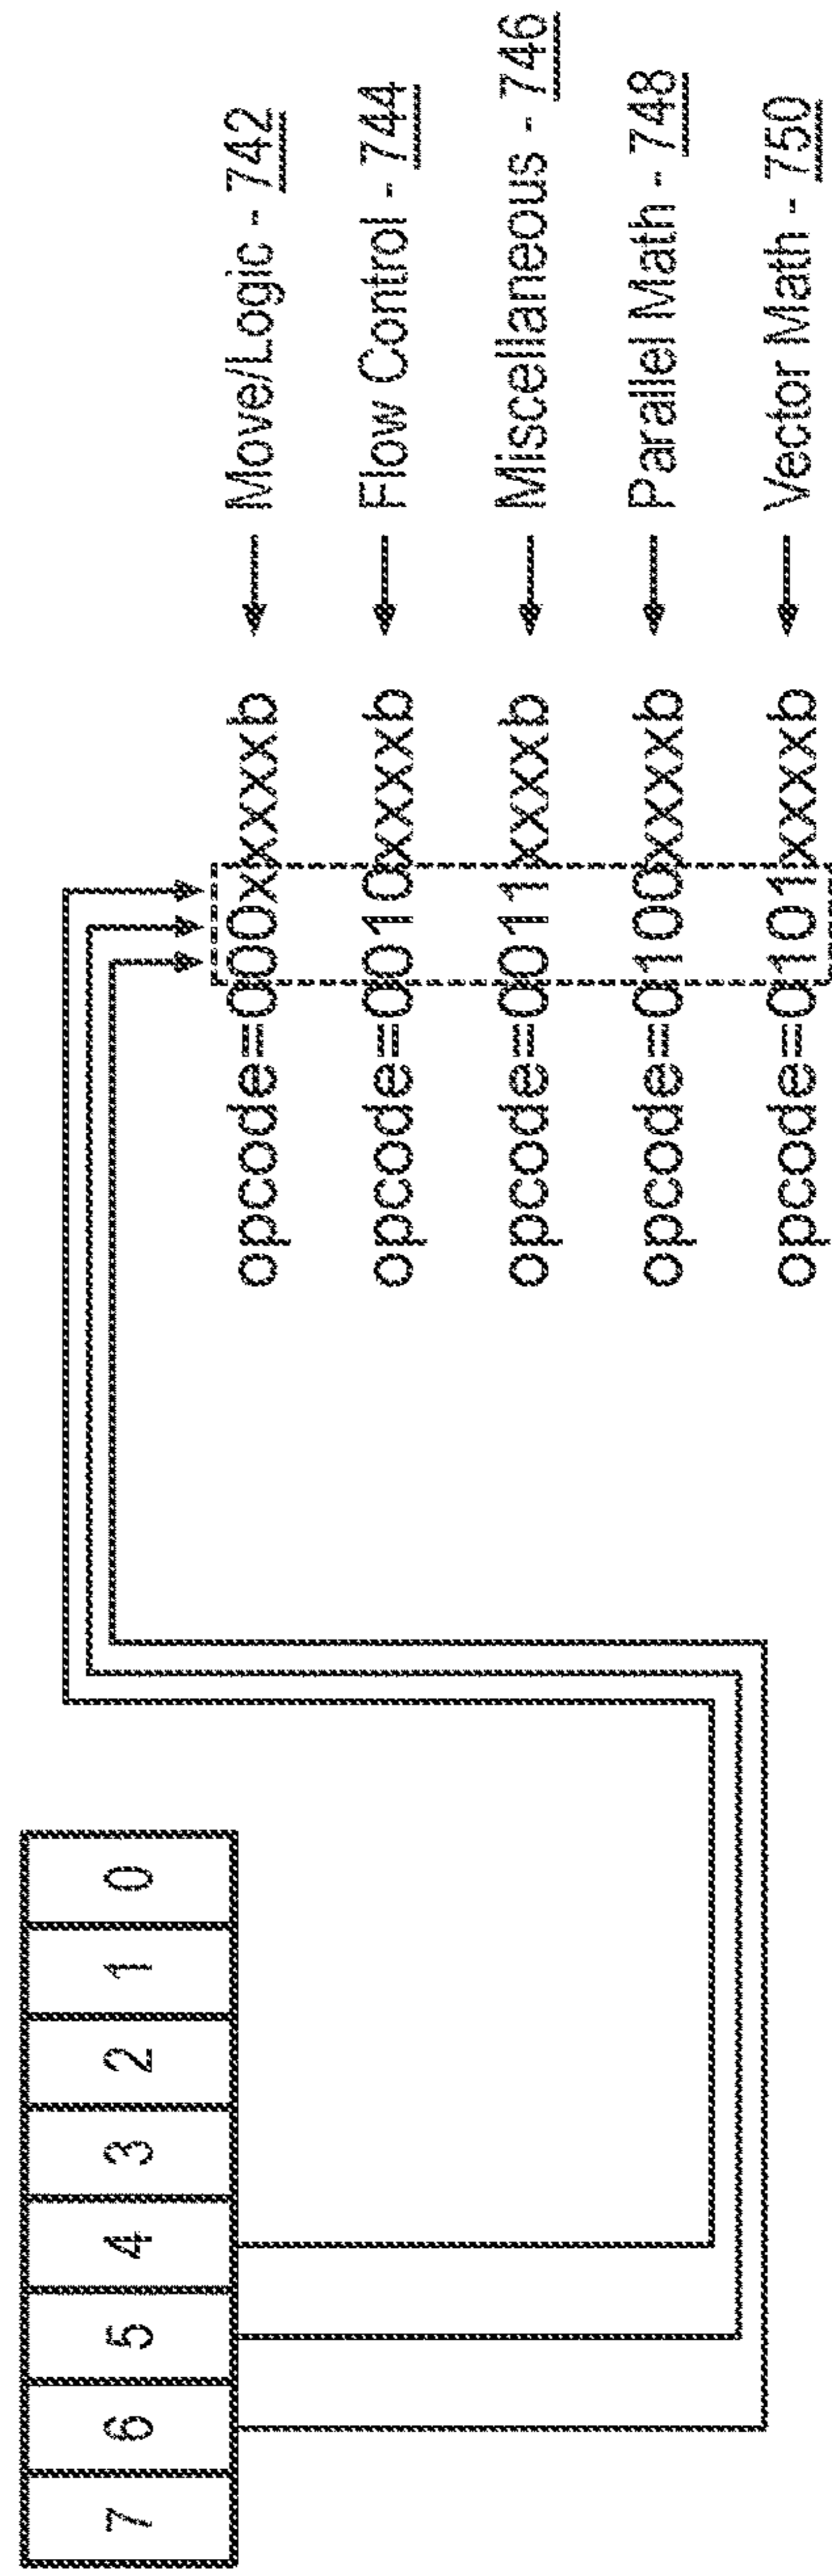 7 6 5 4 3 2 1 0
opcode=000xxxxxb ← Move/Logic - 742
opcode=0010xxxxb ← Flow Control - 744
opcode=0011xxxxb ← Miscellaneous - 746
opcode=0100xxxxb ← Parallel Math - 748
opcode=0101xxxxb ← Vector Math - 750